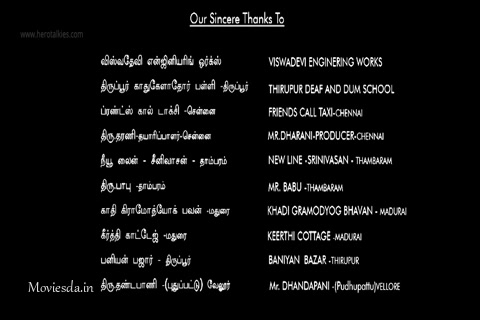 Our Sincere Thanks To
www.herotalkies.com
விஸ்வதேவி என்ஜினியரிங் ஒர்க்ஸ் VISWADEVI ENGINERING WORKS
திருப்பூர் காதுகேளாதோர் பள்ளி -திருப்பூர் THIRUPUR DEAF AND DUM SCHOOL
ப்ரண்ட்ஸ் கால் டாக்சி -சென்னை FRIENDS CALL TAXI-CHENNAI
திரு.தரணி-தயாரிப்பாளர்-சென்னை MR.DHARANI-PRODUCER-CHENNAI
நீயூ லைன் - சீனிவாசன் - தாம்பரம் NEW LINE -SRINIVASAN - THAMBARAM
திரு.பாபு -தாம்பரம் MR. BABU -THAMBARAM
காதி கிராமோத்யோக் பவன் -மதுரை KHADI GRAMODYOG BHAVAN - MADURAI
கீர்த்தி காட்டேஜ் -மதுரை KEERTHI COTTAGE -MADURAI
பனியன் பஜார் - திருப்பூர் BANIYAN BAZAR -THIRUPUR
திரு.தண்டபாணி -(புதுப்பட்டு) வேலூர் Mr. DHANDAPANI -(Pudhupattu)VELLORE
Moviesda.in